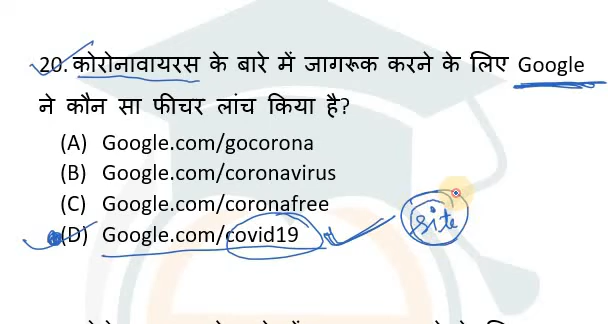 20. कोरोनावायरस के बारे में जागरूक करने के लिए Google
ने कौन सा फीचर लांच किया है?
(A) Google.com/gocorona
(B) Google.com/coronavirus
(C) Google.com/coronafree
(D) Google.com/covid19
site